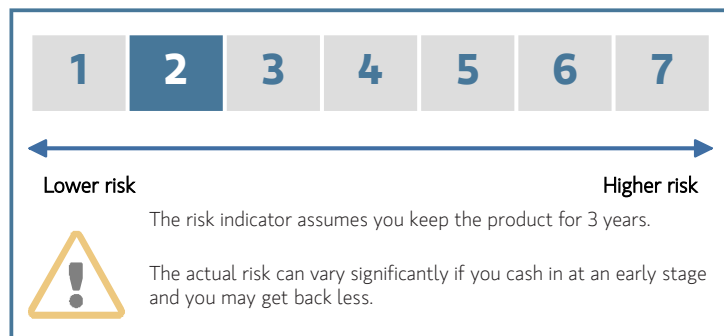 1 2 3 4 5 6 7
Lower risk Higher risk
The risk indicator assumes you keep the product for 3 years.
The actual risk can vary significantly if you cash in at an early stage
and you may get back less.